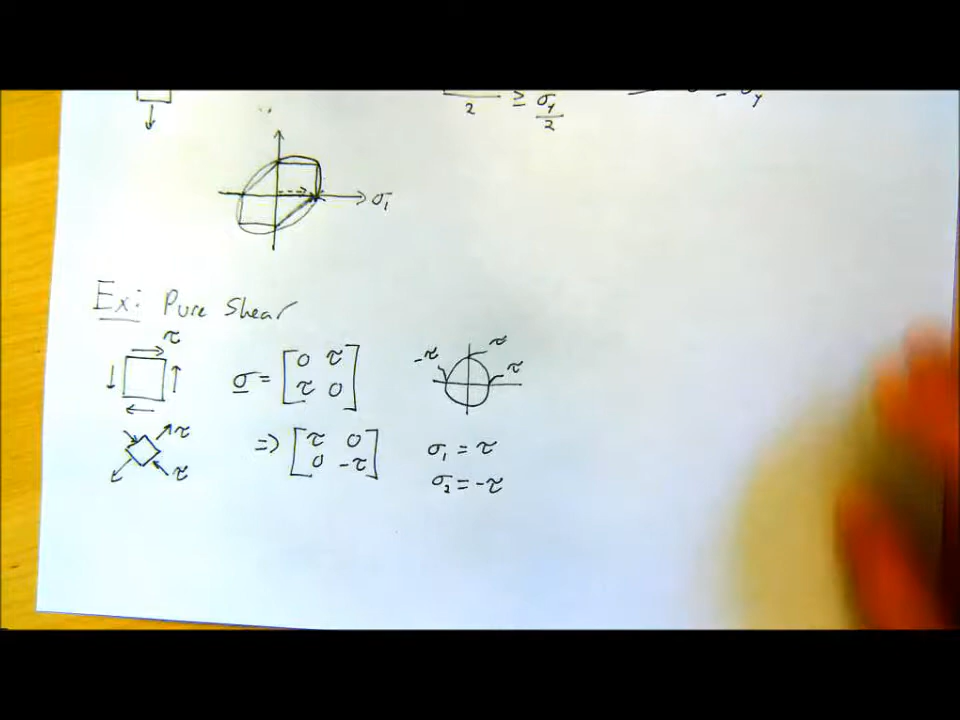 2 ≥ σy/2
σ1
Ex: Pure Shear
τ
σ = [0 τ
τ 0]
-τ τ τ
τ
τ
=> [τ 0
0 -τ]
σ1 = τ
σ2 = -τ